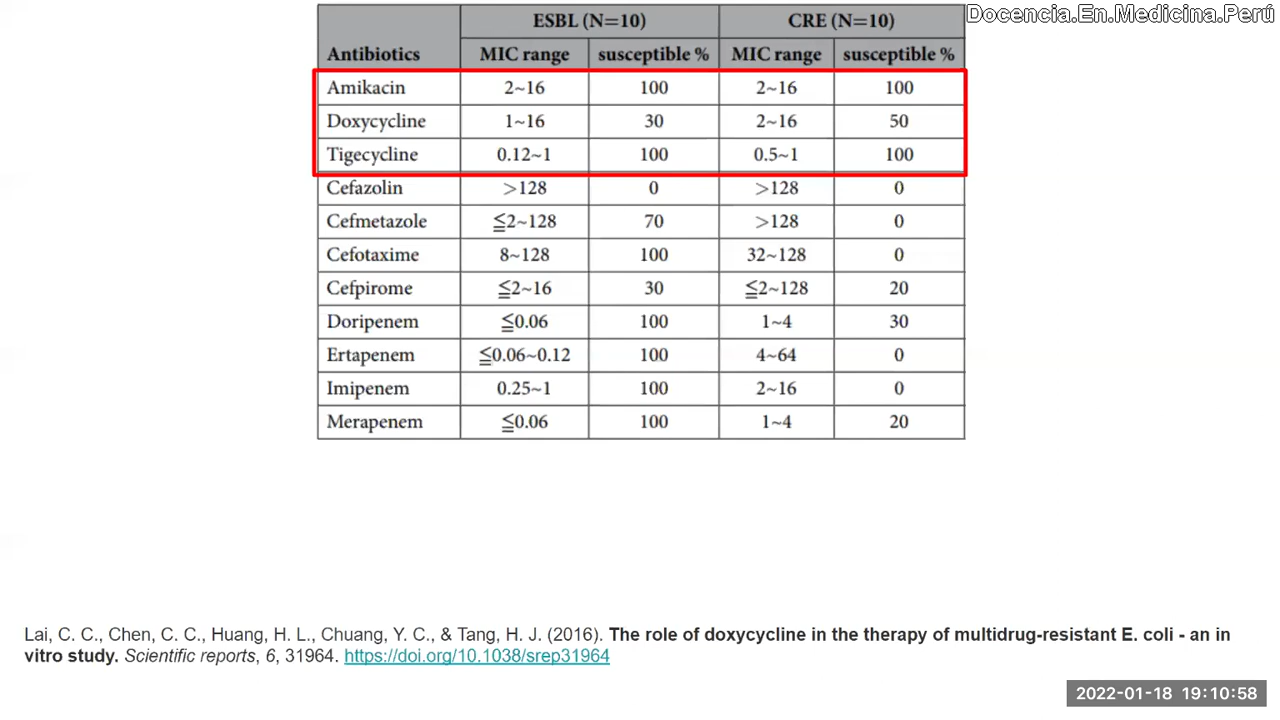 Docencia.En.Medicina.Perú
ESBL (N=10) CRE (N=10)
Antibiotics MIC range susceptible % MIC range susceptible %
Amikacin 2~16 100 2~16 100
Doxycycline 1~16 30 2~16 50
Tigecycline 0.12~1 100 0.5~1 100
Cefazolin >128 0 >128 0
Cefmetazole ≦2~128 70 >128 0
Cefotaxime 8~128 100 32~128 0
Cefpirome ≦2~16 30 ≦2~128 20
Doripenem ≦0.06 100 1~4 30
Ertapenem ≦0.06~0.12 100 4~64 0
Imipenem 0.25~1 100 2~16 0
Merapenem ≦0.06 100 1~4 20
Lai, C. C., Chen, C. C., Huang, H. L., Chuang, Y. C., & Tang, H. J. (2016). The role of doxycycline in the therapy of multidrug-resistant E. coli - an in
vitro study. Scientific reports, 6, 31964. https://doi.org/10.1038/srep31964
2022-01-18 19:10:58